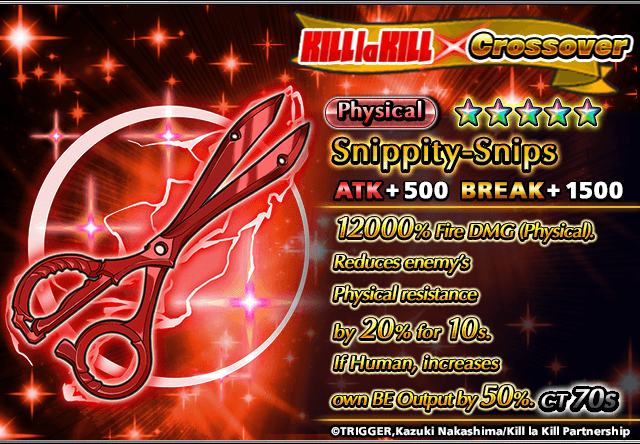 KILL la KILL × Crossover
Physical
Snippity-Snips
ATK+500 BREAK+1500
12000% Fire DMG (Physical).
Reduces enemy's
Physical resistance
by 20% for 10s.
If Human, increases
own BE Output by 50%. CT 70s
©TRIGGER,Kazuki Nakashima/Kill la Kill Partnership